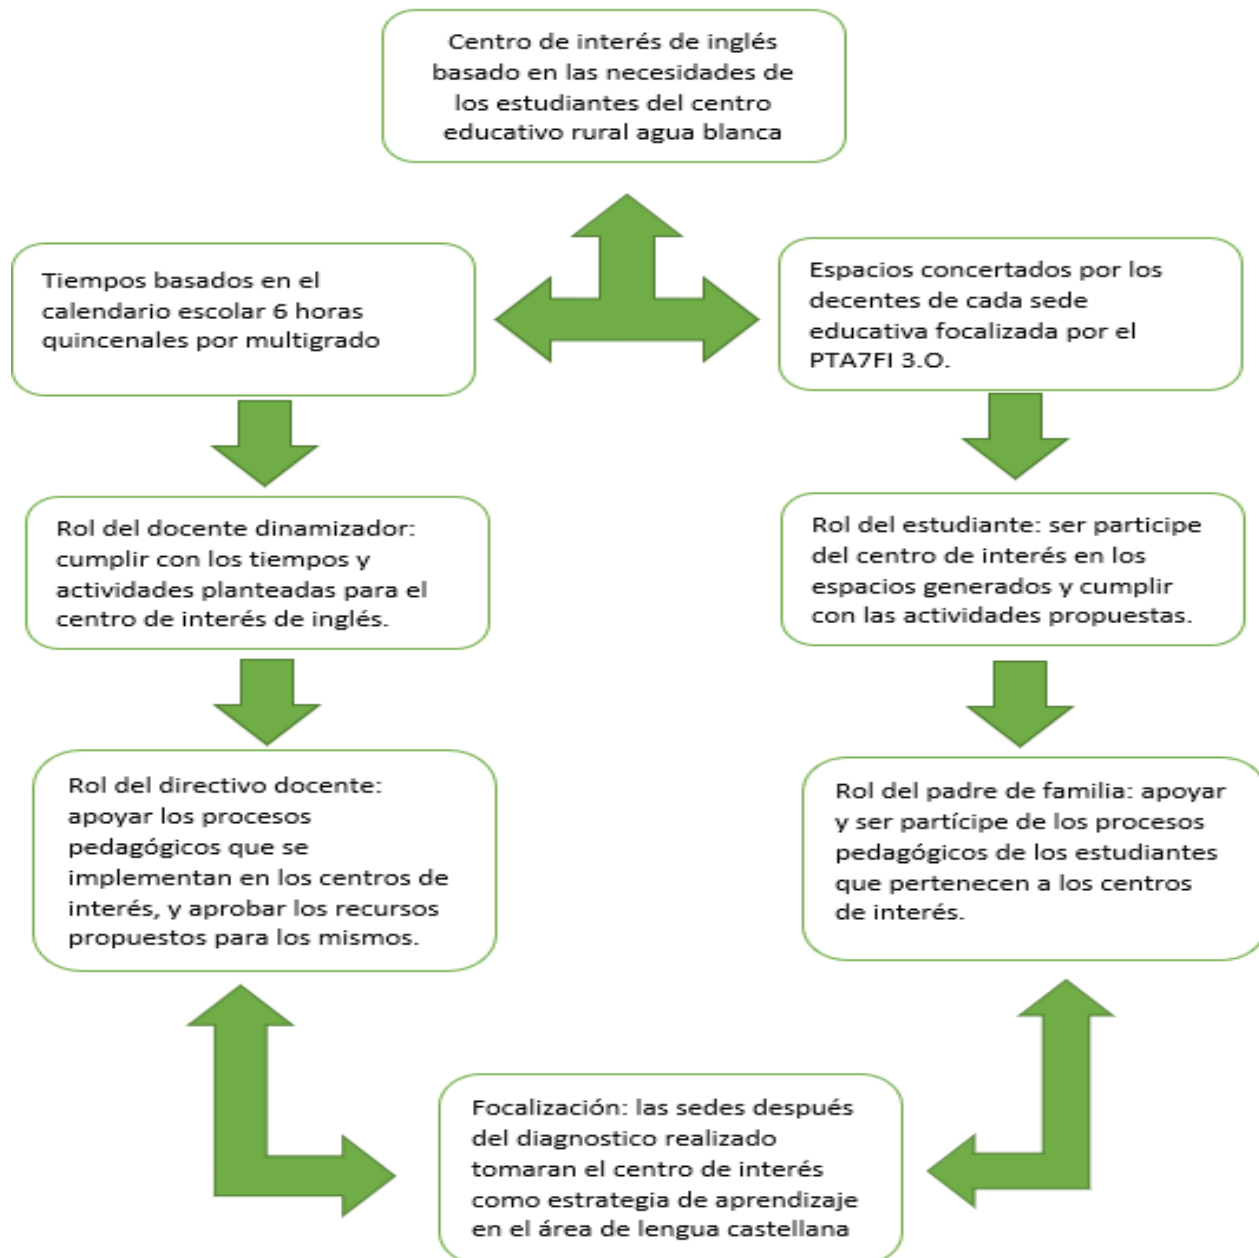 Centro de interés de inglés
basado en las necesidades de
los estudiantes del centro
educativo rural agua blanca
Tiempos basados en el
calendario escolar 6 horas
quincenales por multigrado
Espacios concertados por los
decentes de cada sede
educativa focalizada por el
PTA7FI 3.O.
Rol del docente dinamizador:
cumplir con los tiempos y
actividades planteadas para el
centro de interés de inglés.
Rol del estudiante: ser participe
del centro de interés en los
espacios generados y cumplir
con las actividades propuestas.
Rol del directivo docente:
apoyar los procesos
pedagógicos que se
implementan en los centros de
interés, y aprobar los recursos
propuestos para los mismos.
Rol del padre de familia: apoyar
y ser partícipe de los procesos
pedagógicos de los estudiantes
que pertenecen a los centros
de interés.
Focalización: las sedes después
del diagnostico realizado
tomaran el centro de interés
como estrategia de aprendizaje
en el área de lengua castellana